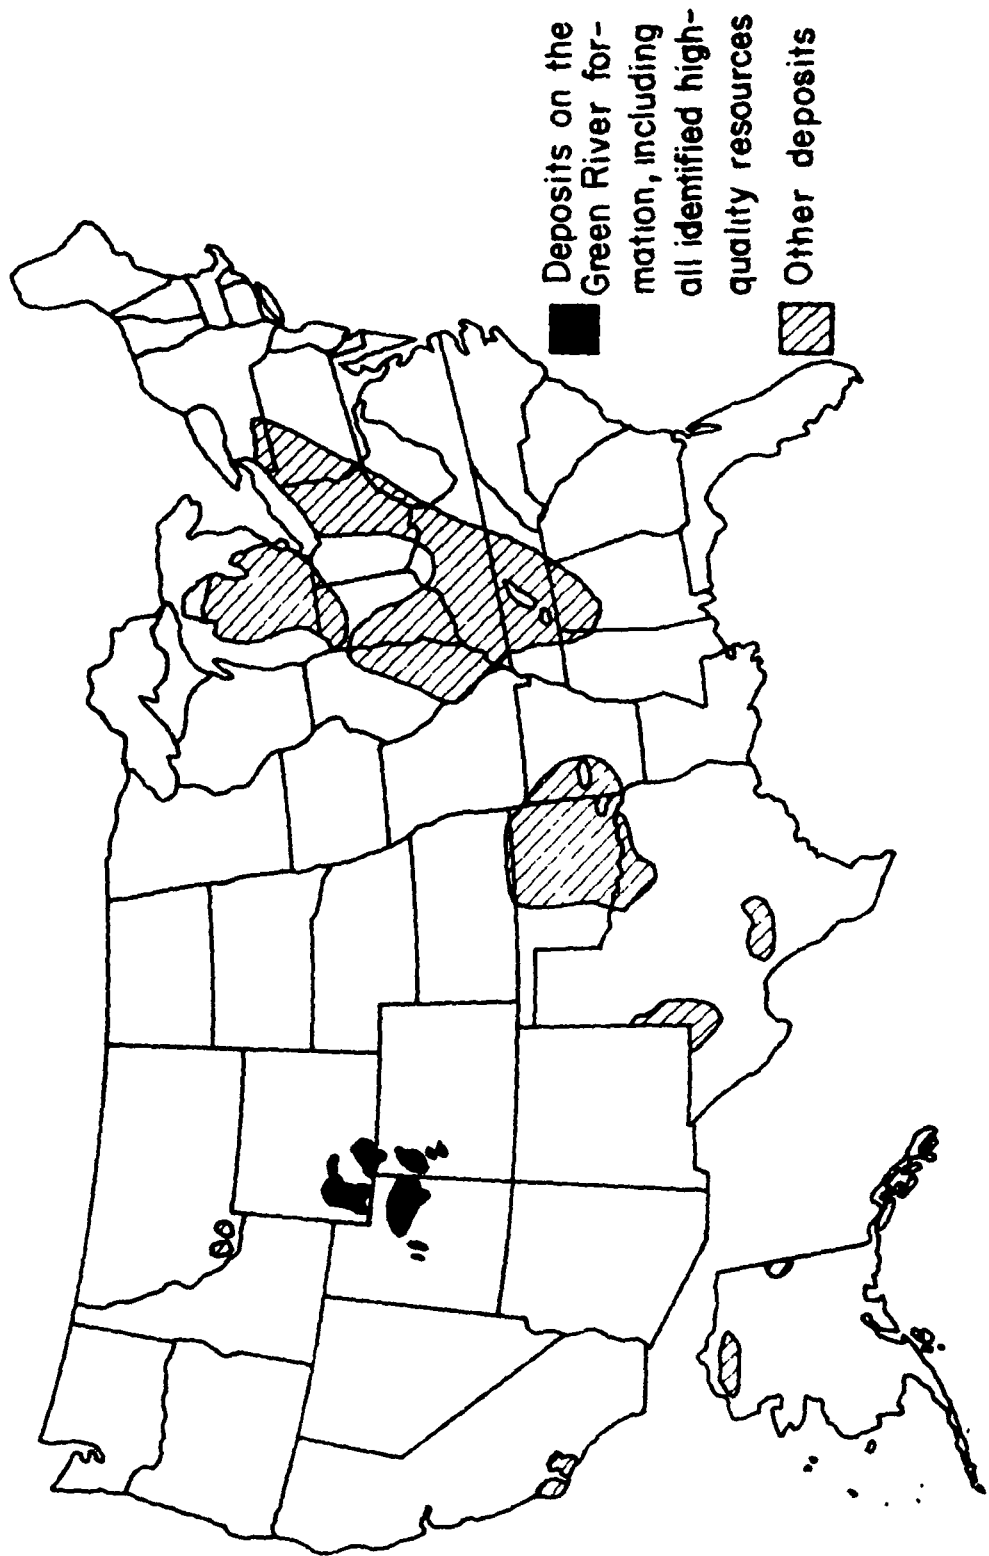 Deposits on the
Green River for-
mation, including
all identified high-
quality resources
Other deposits